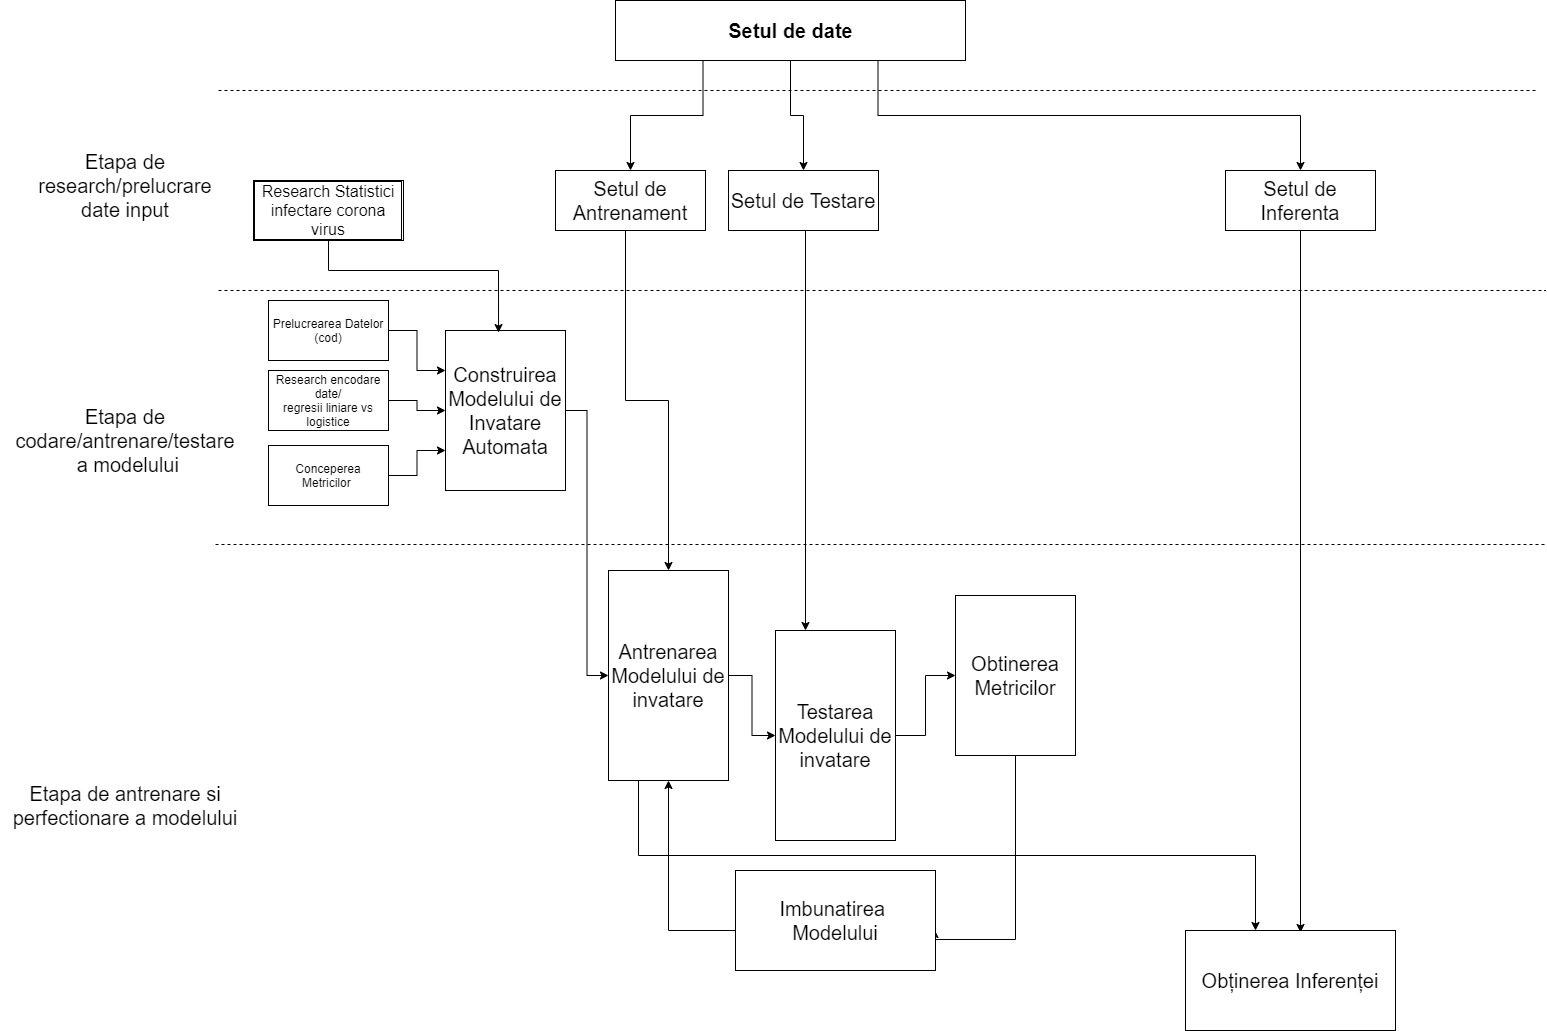 Setul de date
Etapa de
research/prelucrare
date input
Research Statistici
infectare corona
virus
Setul de
Antrenament
Setul de Testare
Setul de
Inferenta
Etapa de
codare/antrenare/testare
a modelului
Prelucrearea Datelor
(cod)
Research encodare
date/
regresii liniare vs
logistice
Conceperea
Metricilor
Construirea
Modelului de
Invatare
Automata
Etapa de antrenare si
perfectionare a modelului
Antrenarea
Modelului de
invatare
Testarea
Modelului de
invatare
Obtinerea
Metricilor
Imbunatirea
Modelului
Obținerea Inferenței